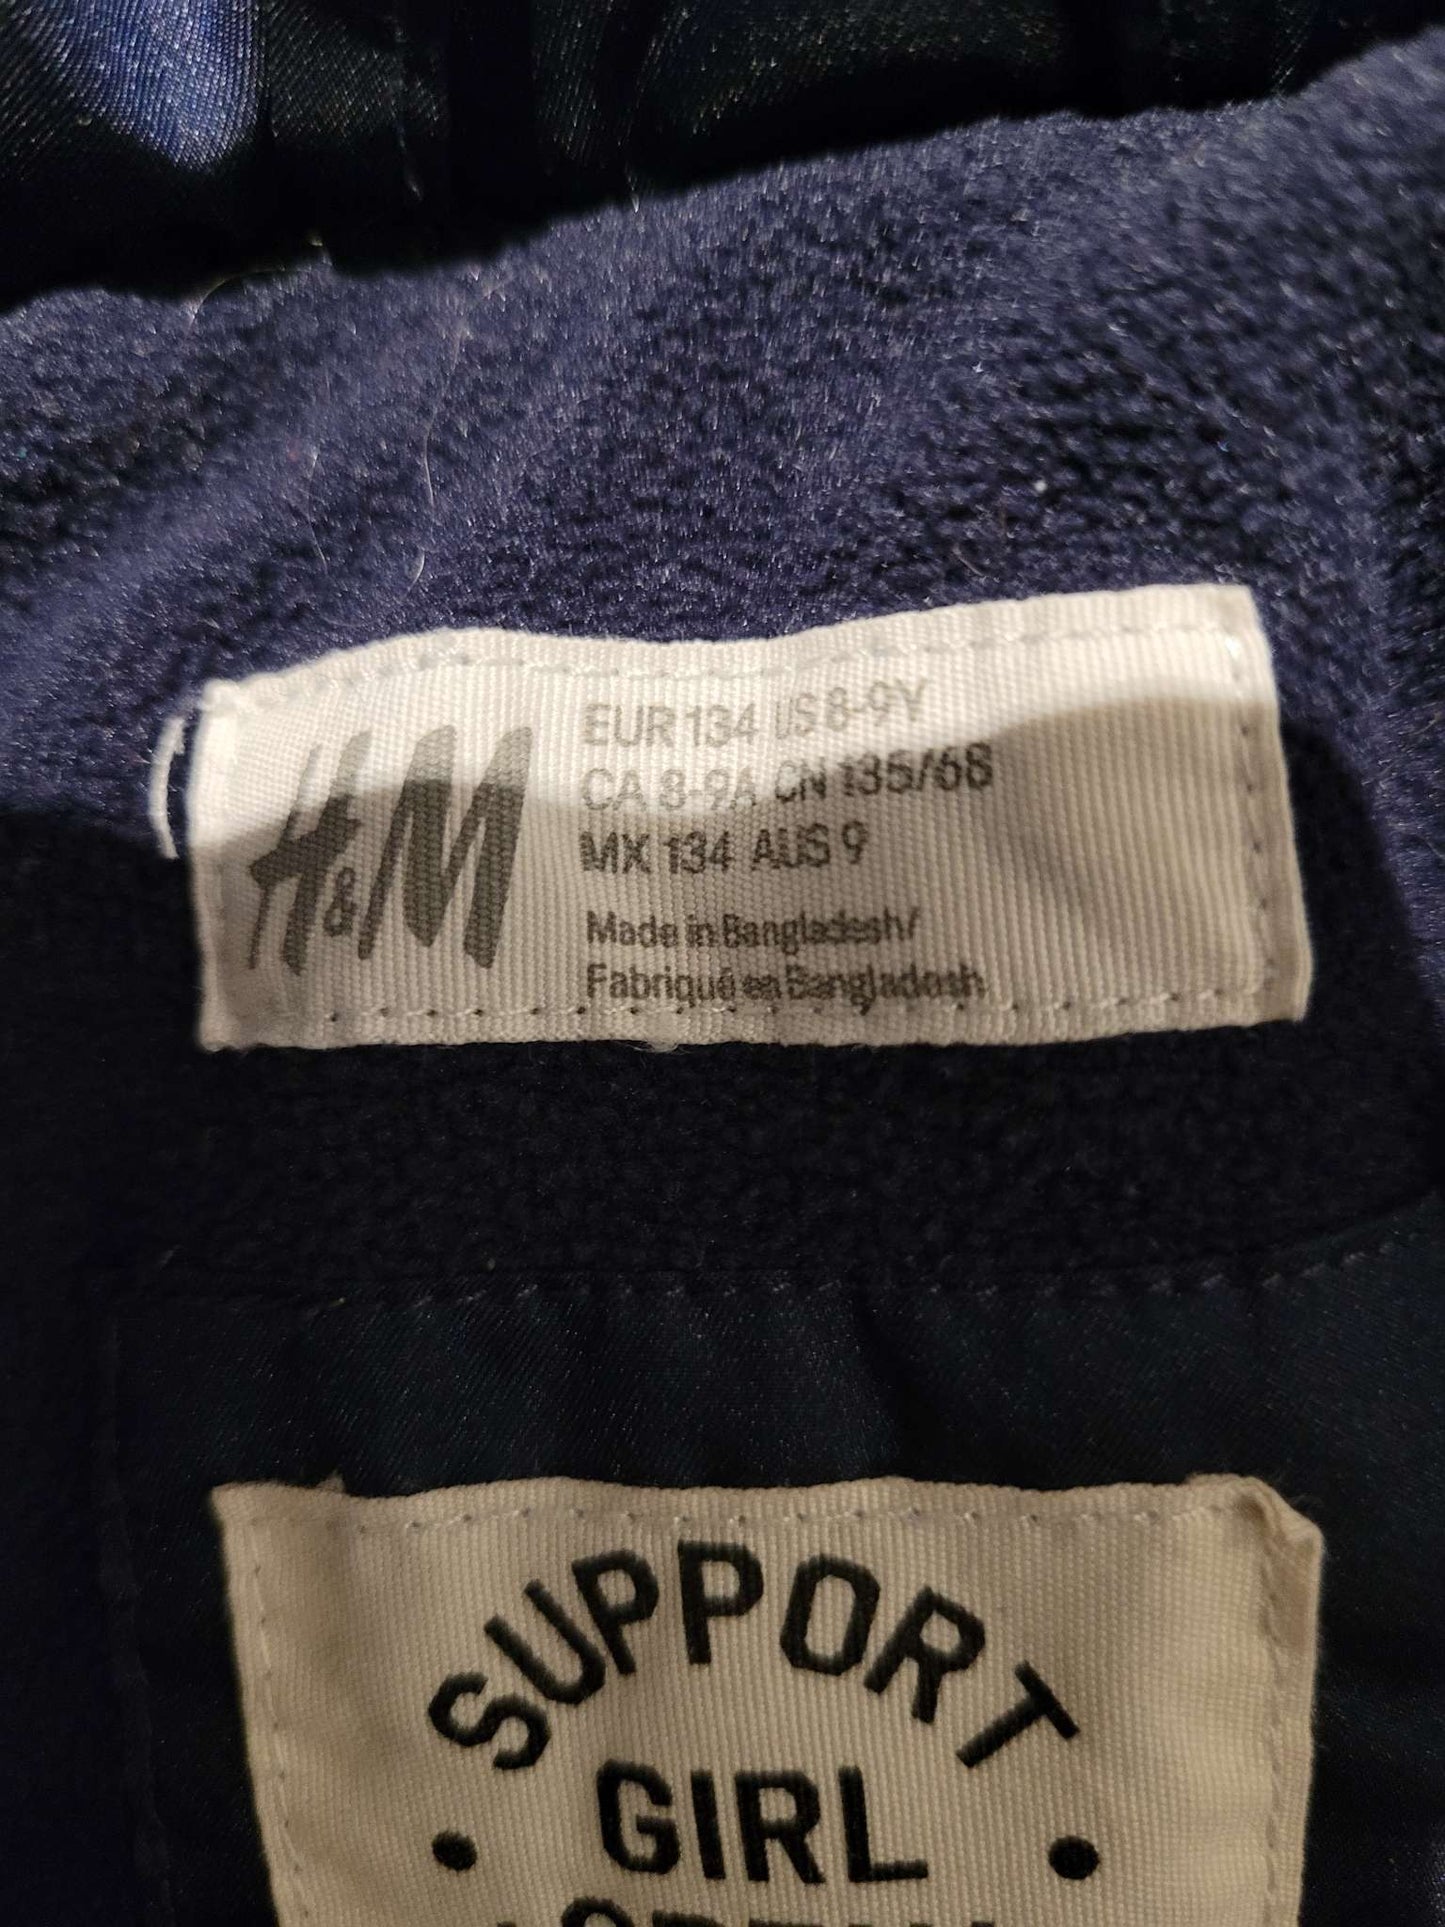 H&M
EUR 134 US 8-9Y
CA 8-9A CN 135/68
MX 134 AUS 9
Made in Bangladesh/
Fabriqué en Bangladesh
SUPPORT
• GIRL •